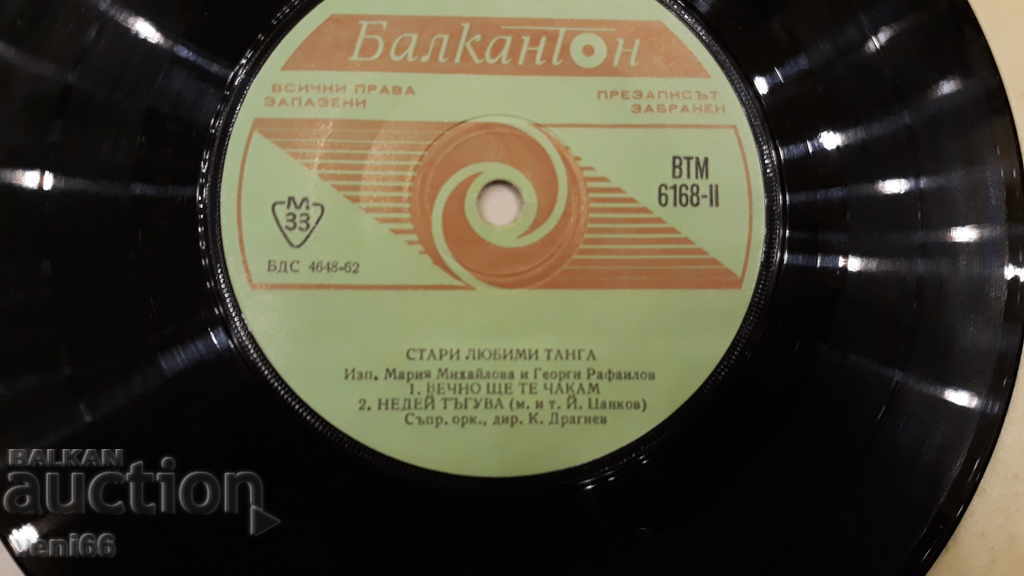 Балкантон
ВСИЧКИ ПРАВА
ЗАПАЗЕНИ
ПРЕЗАПИСЪТ
ЗАБРАНЕН
ВТМ
6168-II
М
33
БДС 4648-62
СТАРИ ЛЮБИМИ ТАНГА
Изп. Мария Михайлова и Георги Рафаилов
1. ВЕЧНО ЩЕ ТЕ ЧАКАМ
2. НЕДЕЙ ТЪГУВА (м. и т. Й. Цанков)
Съпр. орк., дир. К. Драгнев
BALKAN
auction
veni66